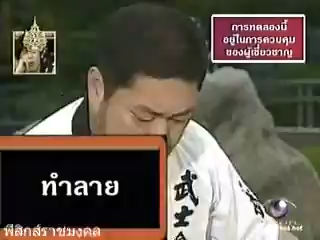 การทดลองนี้
อยู่ในการควบคุม
ของผู้เชี่ยวชาญ
ทำลาย
武士
ฟิสิกส์ราชมงคล